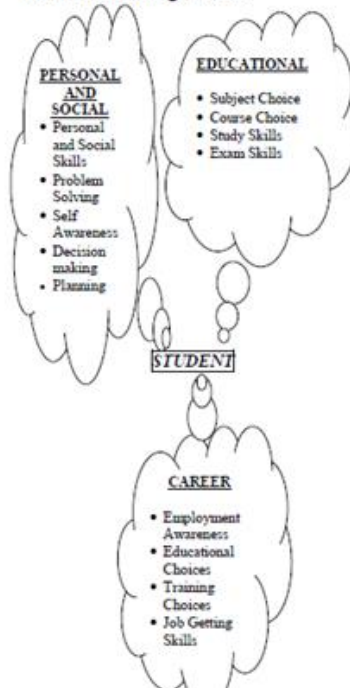 PERSONAL
AND
SOCIAL
• Personal
and Social
Skills
• Problem
Solving
• Self
Awareness
• Decision
making
• Planning
EDUCATIONAL
• Subject Choice
• Course Choice
• Study Skills
• Exam Skills
STUDENT
CAREER
• Employment
Awareness
• Educational
Choices
• Training
Choices
• Job Getting
Skills